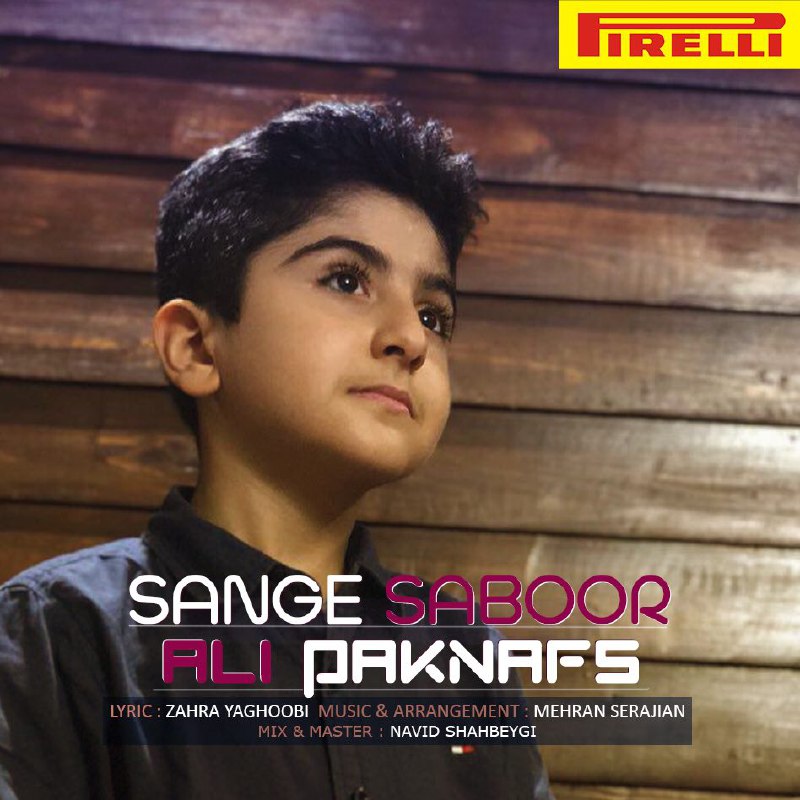 PIRELLI
SANGE SABOOR
ALI PAKNAFS
LYRIC : ZAHRA YAGHOOBI MUSIC & ARRANGEMENT : MEHRAN SERAJIAN
MIX & MASTER : NAVID SHAHBEYGI